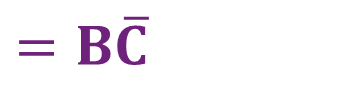 = BC̅